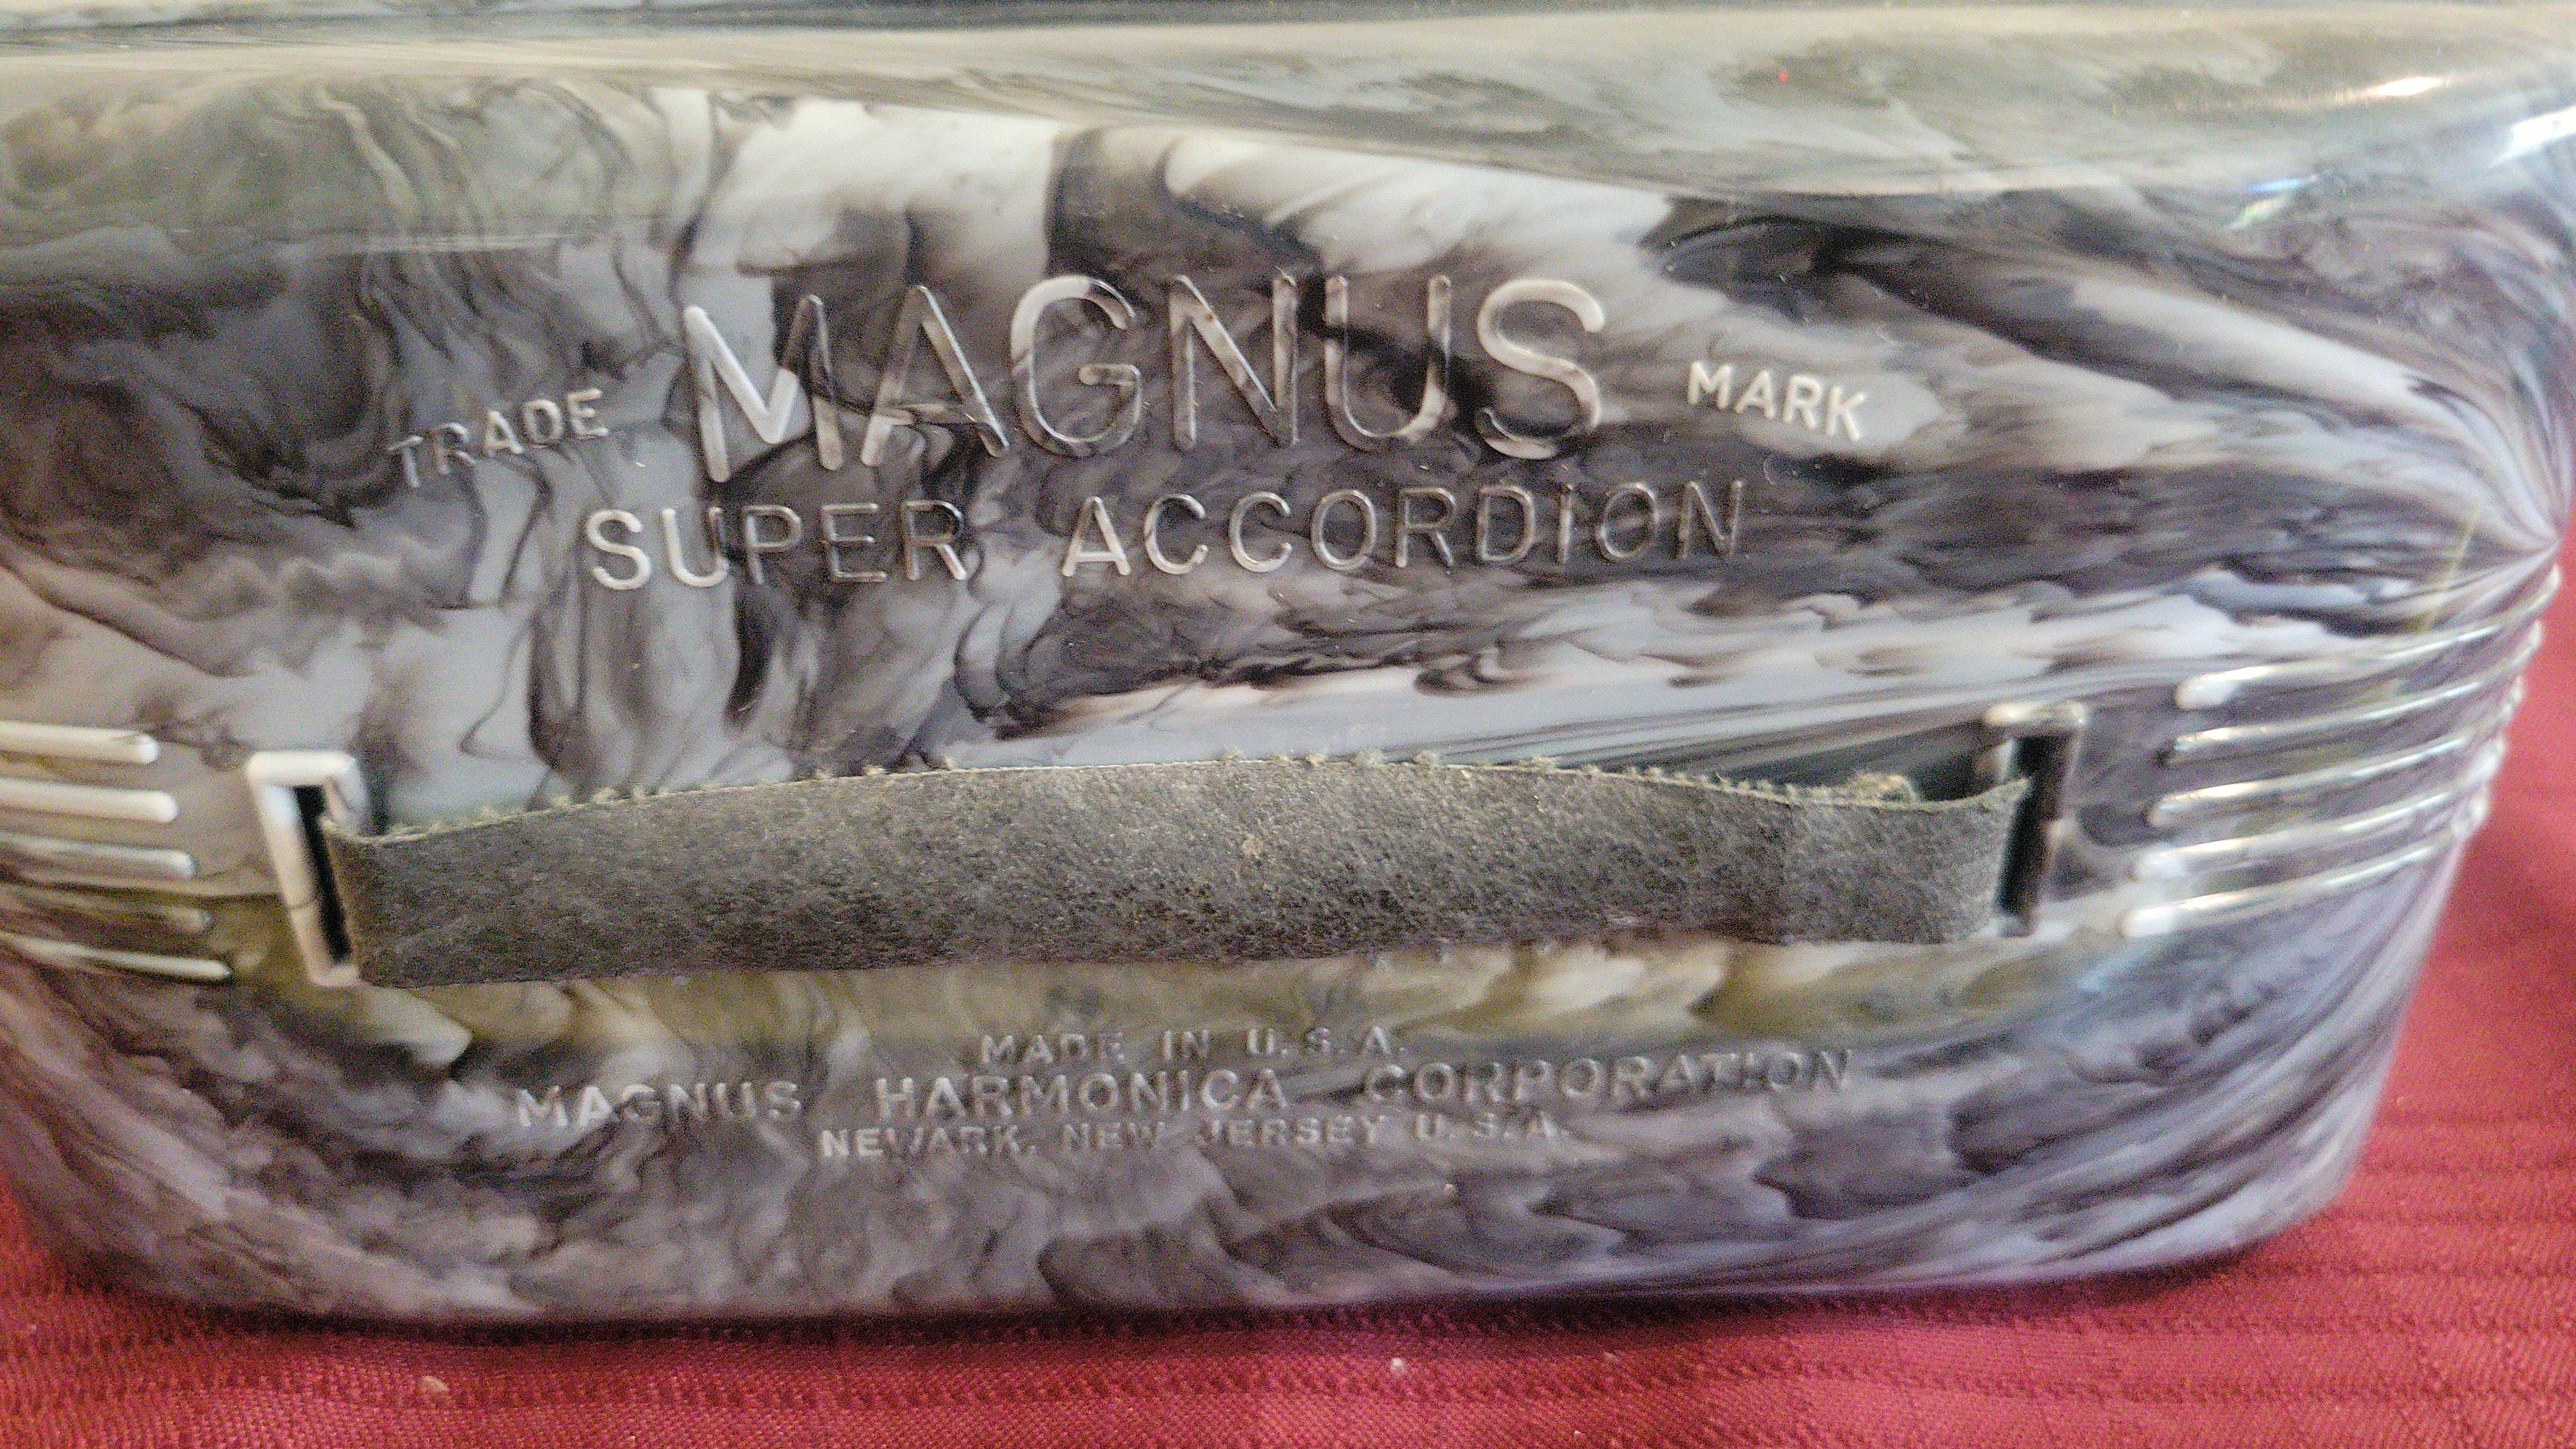 TRADE MAGNUS MARK
SUPER ACCORDION
MADE IN U.S.A.
MAGNUS HARMONICA CORPORATION
NEWARK, NEW JERSEY U.S.A.